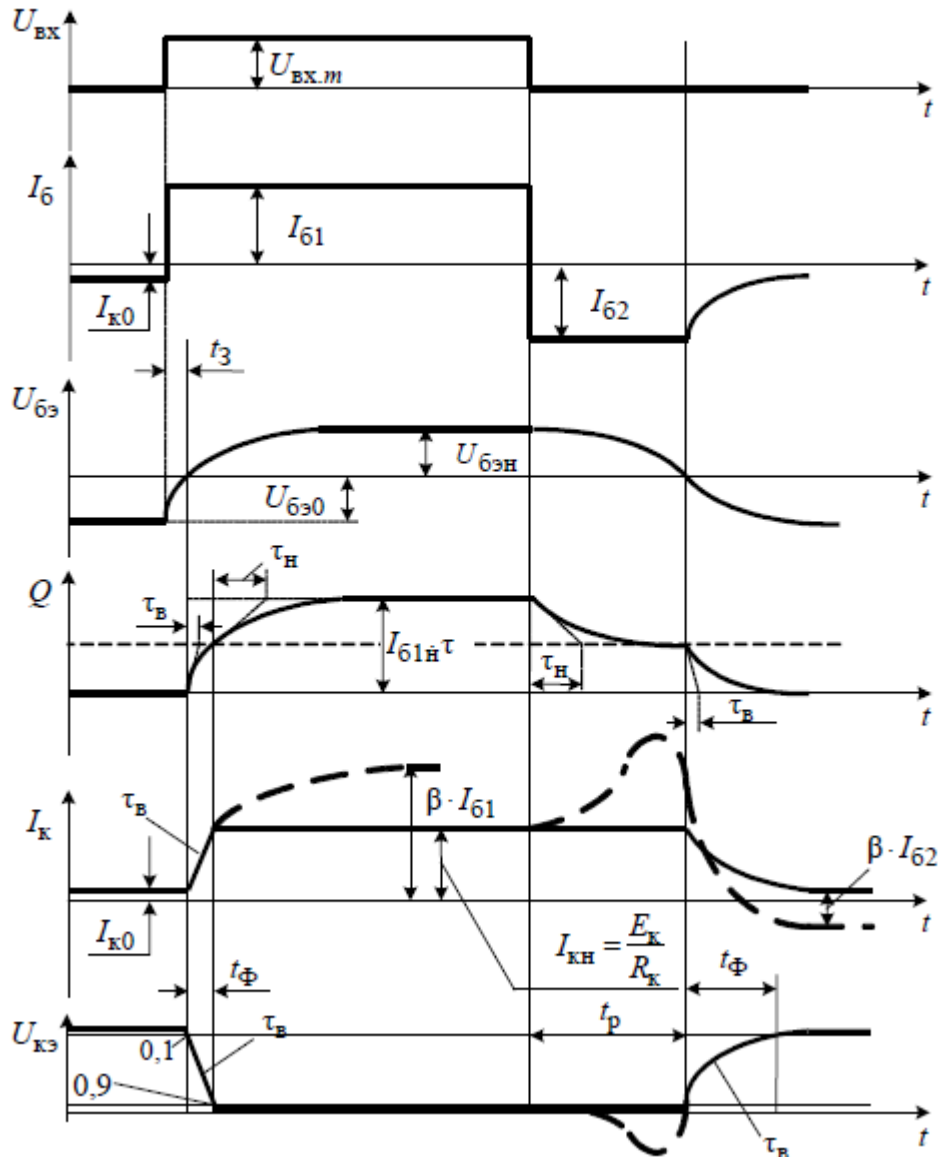 U_вх
U_вх.m
t
I_б
I_б1
I_к0
I_б2
t
t_З
U_бэ
U_бэн
U_бэ0
t
τ_н
Q
τ_в
I_б1н τ
τ_н
τ_в
t
τ_в
β · I_б1
I_к
β · I_б2
I_к0
t
I_кн = E_к / R_к
t_Ф
t_Ф
U_кэ
τ_в
t_р
0,1
0,9
t
τ_в